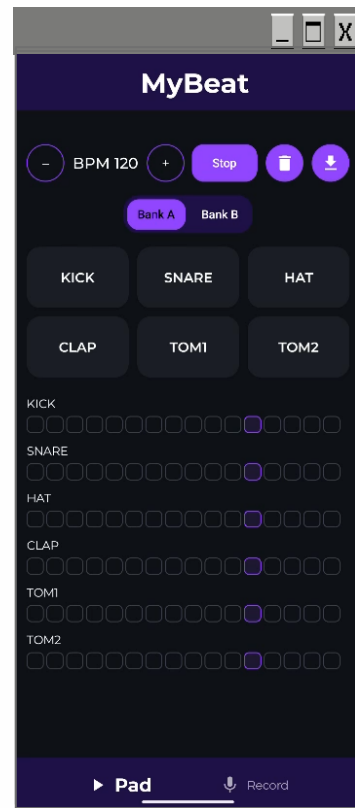 MyBeat
– BPM 120 + Stop
Bank A Bank B
KICK SNARE HAT
CLAP TOM1 TOM2
KICK
SNARE
HAT
CLAP
TOM1
TOM2
Pad Record